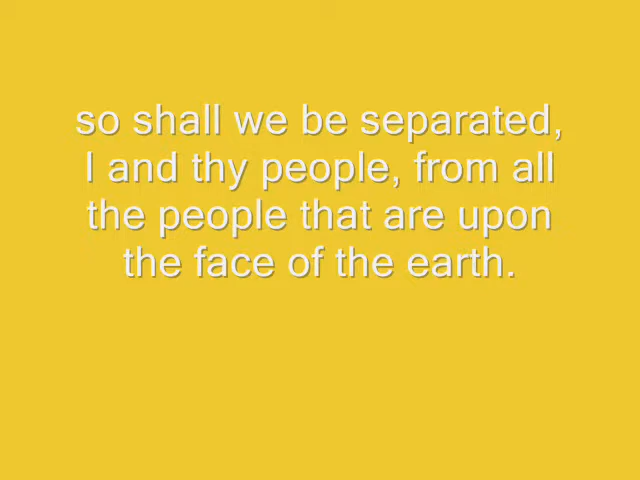 so shall we be separated,
I and thy people, from all
the people that are upon
the face of the earth.